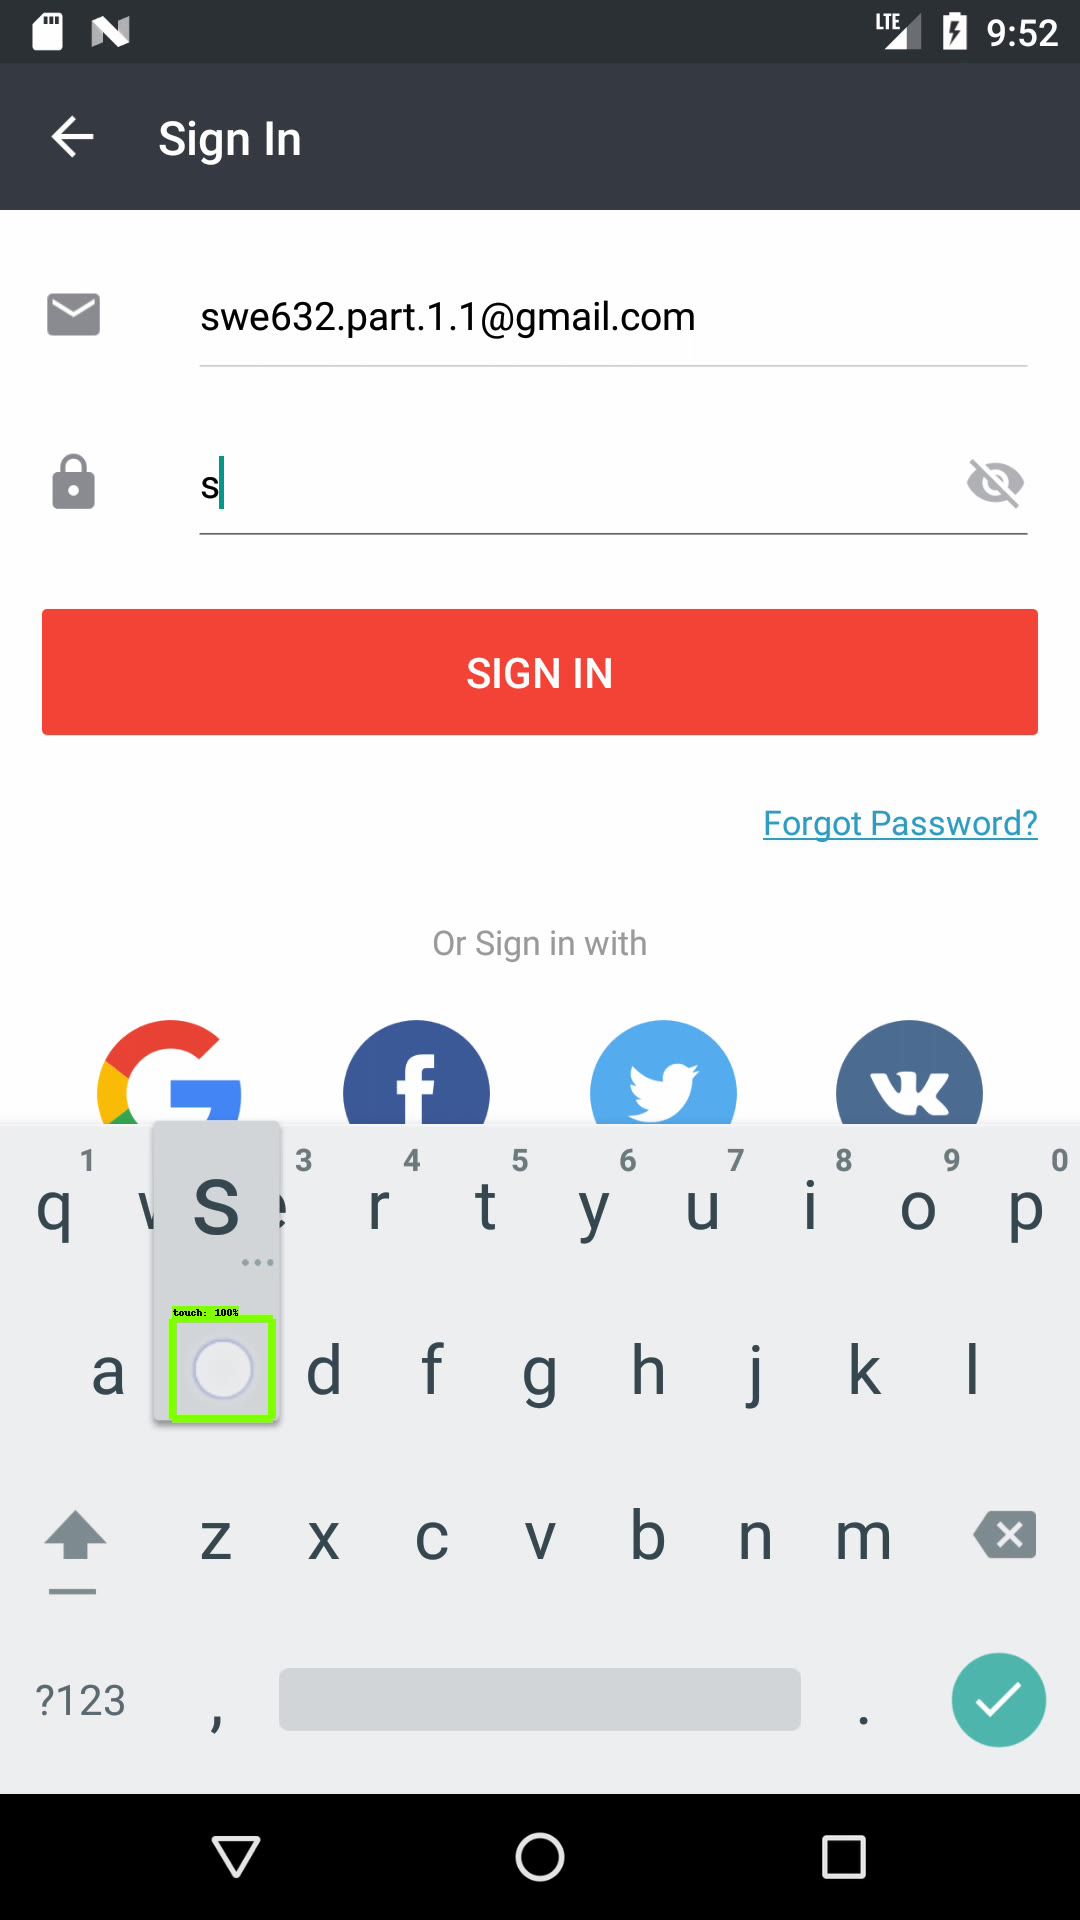 LTE 9:52
Sign In
swe632.part.1.1@gmail.com
s
SIGN IN
Forgot Password?
Or Sign in with
1 3 4 5 6 7 8 9 0
q w s e r t y u i o p
touch: 100%
a d f g h j k l
z x c v b n m
?123 , .